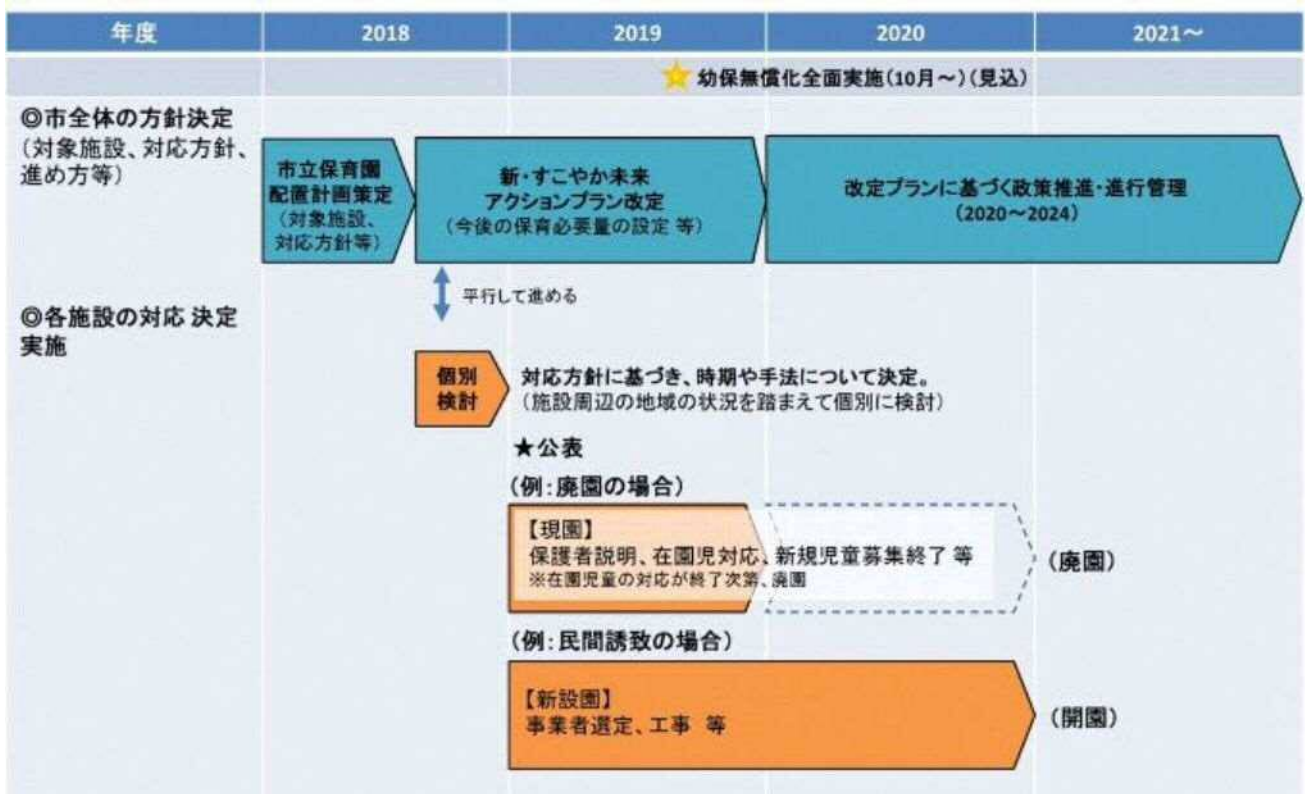 年度 2018 2019 2020 2021～
幼保無償化全面実施(10月～)(見込)
◎市全体の方針決定
(対象施設、対応方針、
進め方等)
市立保育園
配置計画策定
(対象施設、
対応方針等)
新・すこやか未来
アクションプラン改定
(今後の保育必要量の設定 等)
改定プランに基づく政策推進・進行管理
(2020～2024)
平行して進める
◎各施設の対応 決定
実施
個別
検討
対応方針に基づき、時期や手法について決定。
(施設周辺の地域の状況を踏まえて個別に検討)
★公表
(例:廃園の場合)
【現園】
保護者説明、在園児対応、新規児童募集終了 等
※在園児童の対応が終了次第、廃園
(廃園)
(例:民間誘致の場合)
【新設園】
事業者選定、工事 等
(開園)